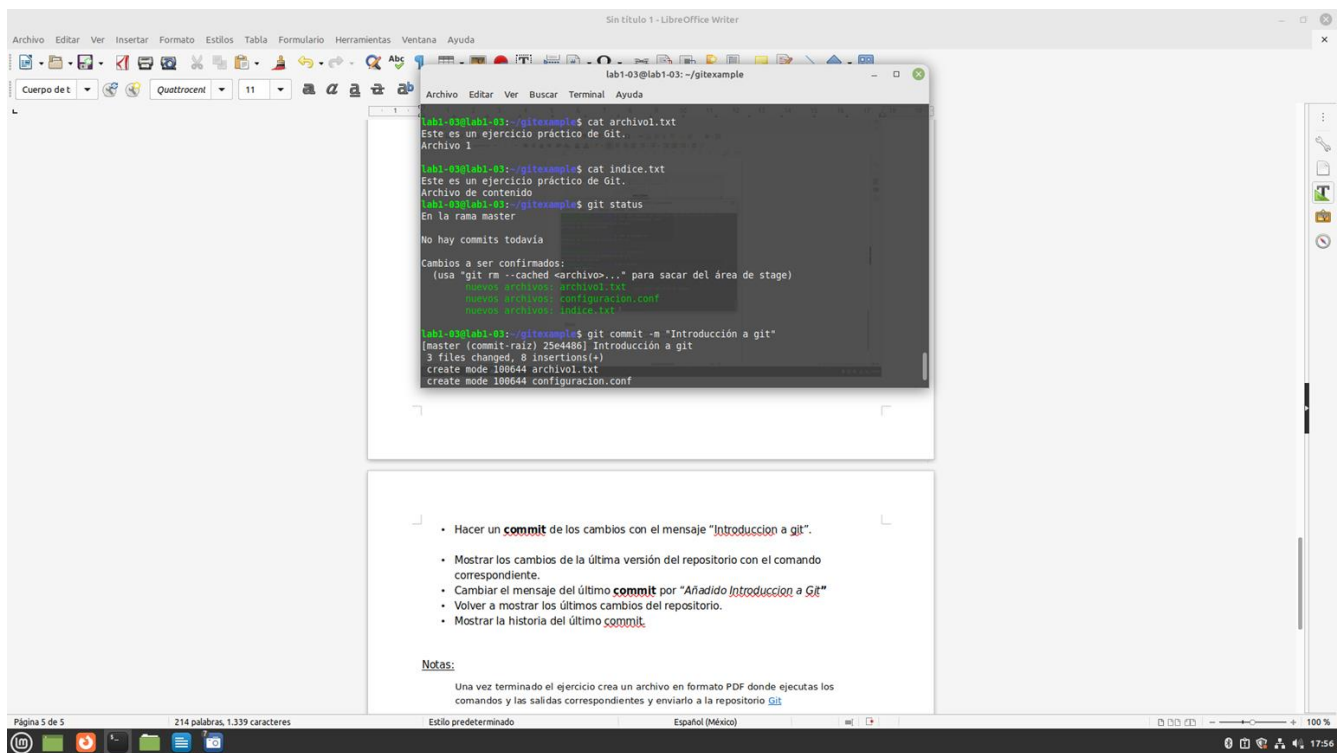 Sin título 1 - LibreOffice Writer
Archivo Editar Ver Insertar Formato Estilos Tabla Formulario Herramientas Ventana Ayuda
Cuerpo de t Quattrocent 11
lab1-03@lab1-03: ~/gitexample
Archivo Editar Ver Buscar Terminal Ayuda
lab1-03@lab1-03:~/gitexample$ cat archivo1.txt
Este es un ejercicio práctico de Git.
Archivo 1
lab1-03@lab1-03:~/gitexample$ cat indice.txt
Este es un ejercicio práctico de Git.
Archivo de contenido
lab1-03@lab1-03:~/gitexample$ git status
En la rama master
No hay commits todavía
Cambios a ser confirmados:
(usa "git rm --cached <archivo>..." para sacar del área de stage)
nuevos archivos: archivo1.txt
nuevos archivos: configuracion.conf
nuevos archivos: indice.txt
lab1-03@lab1-03:~/gitexample$ git commit -m "Introducción a git"
[master (commit-raíz) 25e4486] Introducción a git
3 files changed, 8 insertions(+)
create mode 100644 archivo1.txt
create mode 100644 configuracion.conf
• Hacer un commit de los cambios con el mensaje “Introduccion a git”.
• Mostrar los cambios de la última versión del repositorio con el comando
correspondiente.
• Cambiar el mensaje del último commit por “Añadido Introduccion a Git”
• Volver a mostrar los últimos cambios del repositorio.
• Mostrar la historia del último commit.
Notas:
Una vez terminado el ejercicio crea un archivo en formato PDF donde ejecutas los
comandos y las salidas correspondientes y enviarlo a la repositorio Git
Página 5 de 5 214 palabras, 1.339 caracteres Estilo predeterminado Español (México) 100 %
17:56